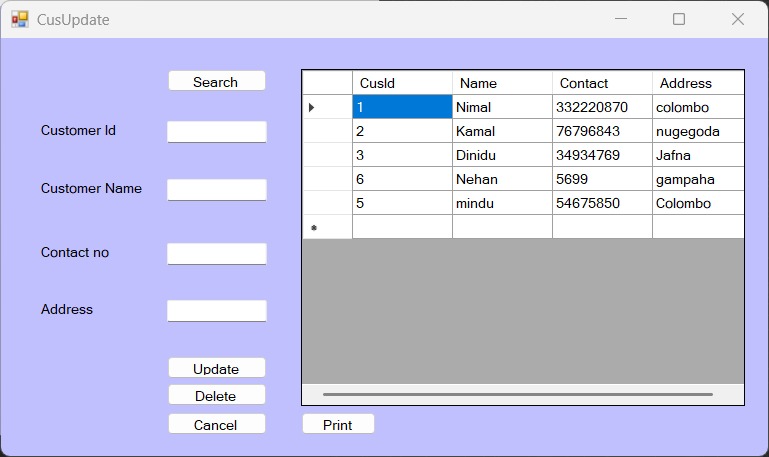 CusUpdate
Search
Customer Id
Customer Name
Contact no
Address
Update
Delete
Cancel
CusId Name Contact Address
1 Nimal 332220870 colombo
2 Kamal 76796843 nugegoda
3 Dinidu 34934769 Jafna
6 Nehan 5699 gampaha
5 mindu 54675850 Colombo
Print